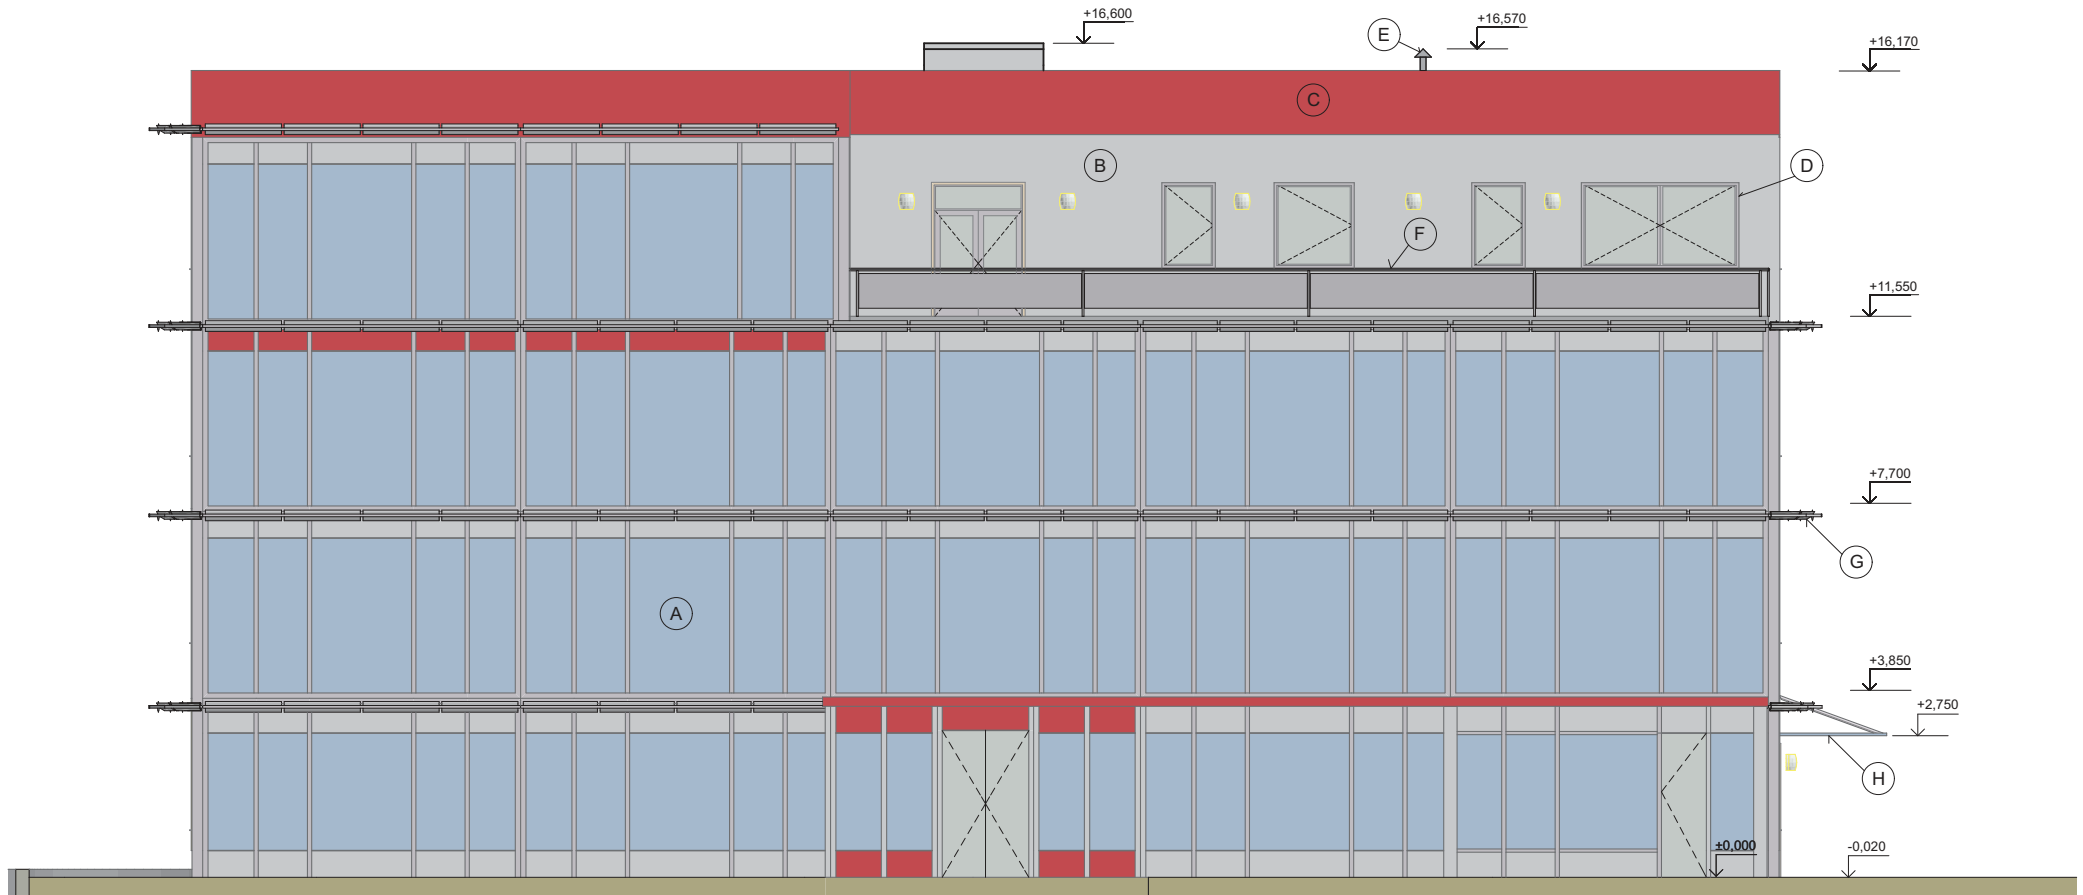 +16,600
E
+16,570
+16,170
C
B
D
F
+11,550
+7,700
G
A
+3,850
+2,750
H
±0,000
-0,020